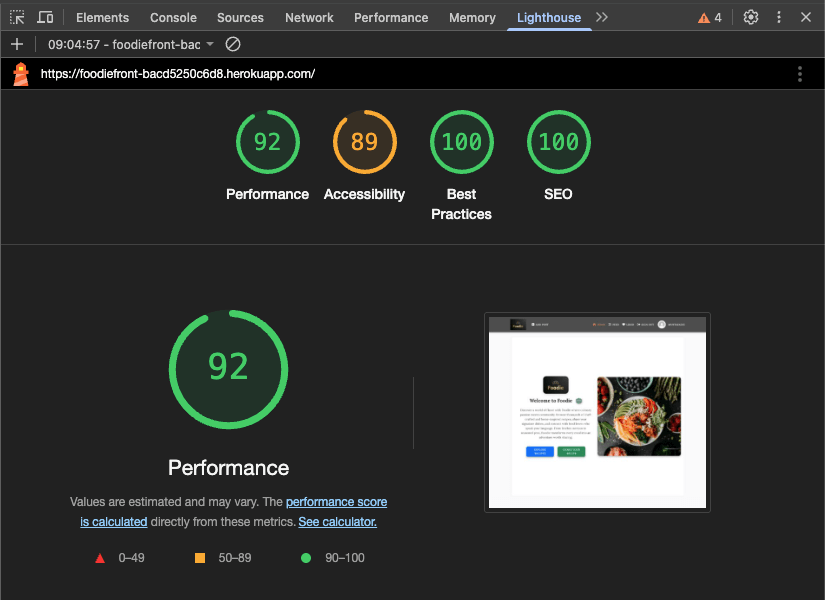 Elements Console Sources Network Performance Memory Lighthouse 4
09:04:57 - foodiefront-bac
https://foodiefront-bacd5250c6d8.herokuapp.com/
92 89 100 100
Performance Accessibility Best Practices SEO
92
Performance
Values are estimated and may vary. The performance score
is calculated directly from these metrics. See calculator.
0–49 50–89 90–100
Foodie
Welcome to Foodie